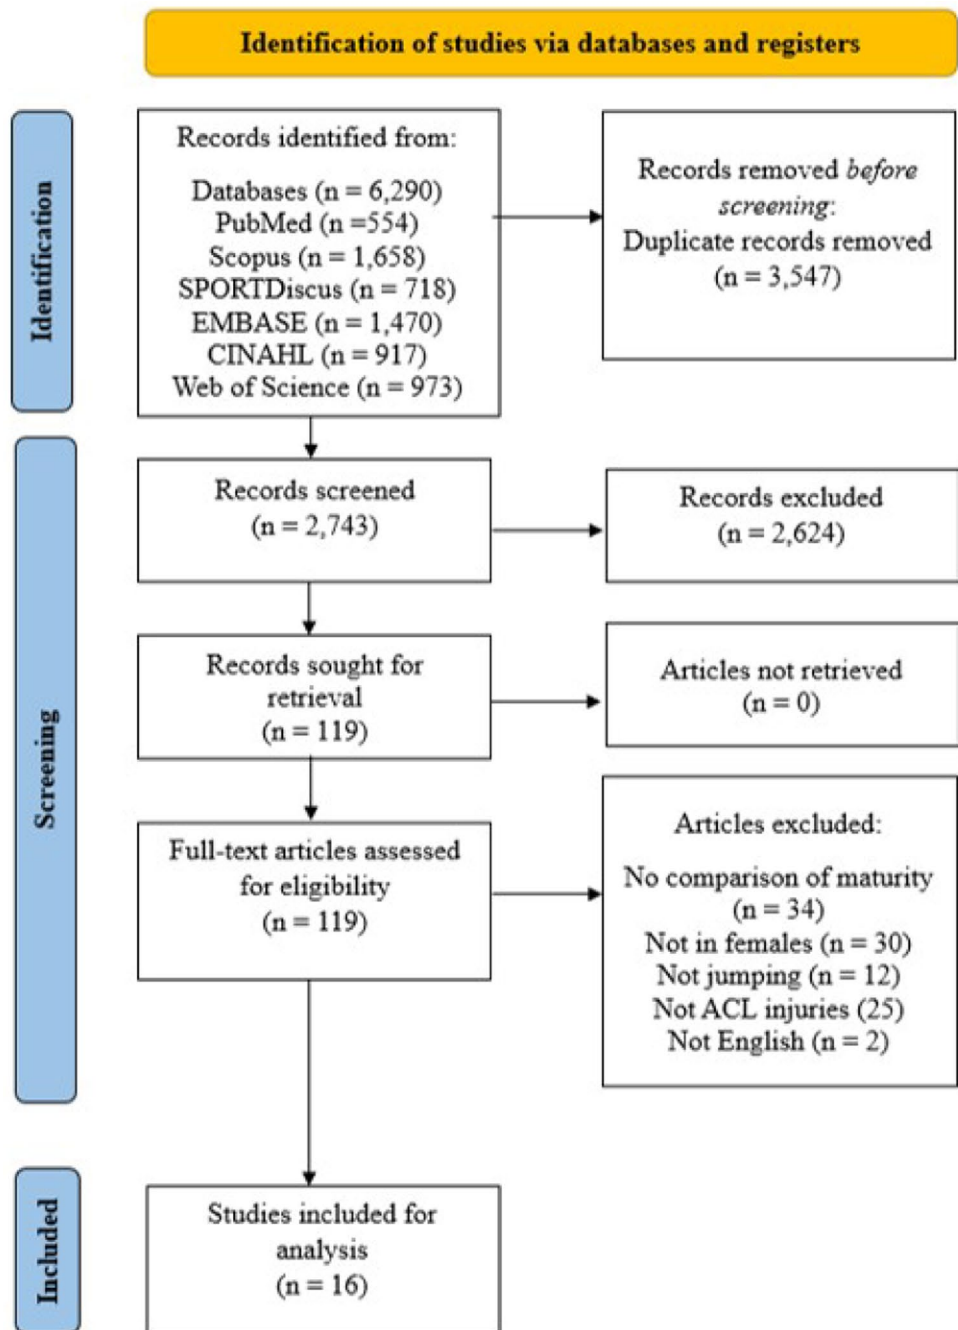 Identification of studies via databases and registers
Identification
Records identified from:
Databases (n = 6,290)
PubMed (n =554)
Scopus (n = 1,658)
SPORTDiscus (n = 718)
EMBASE (n = 1,470)
CINAHL (n = 917)
Web of Science (n = 973)
Records removed before
screening:
Duplicate records removed
(n = 3,547)
Screening
Records screened
(n = 2,743)
Records excluded
(n = 2,624)
Records sought for
retrieval
(n = 119)
Articles not retrieved
(n = 0)
Full-text articles assessed
for eligibility
(n = 119)
Articles excluded:
No comparison of maturity
(n = 34)
Not in females (n = 30)
Not jumping (n = 12)
Not ACL injuries (25)
Not English (n = 2)
Included
Studies included for
analysis
(n = 16)